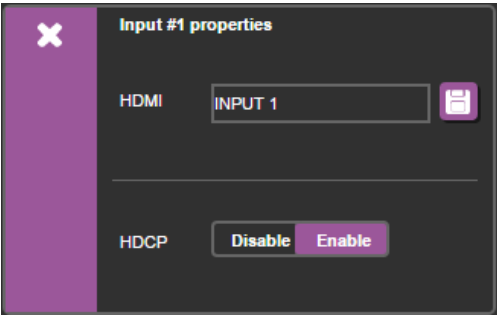 Input #1 properties
HDMI INPUT 1
HDCP Disable Enable